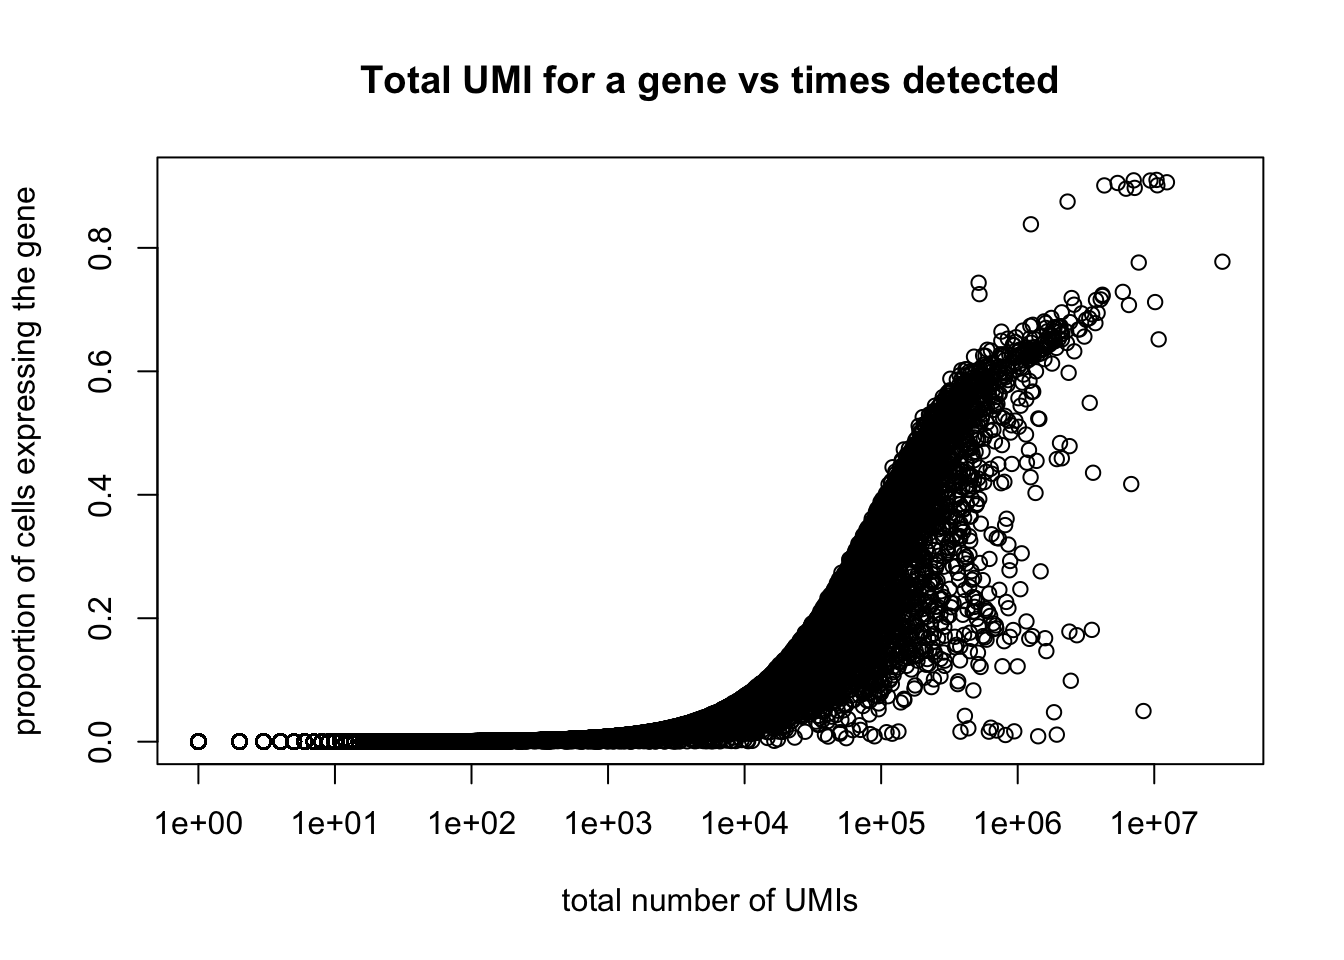 Total UMI for a gene vs times detected
proportion of cells expressing the gene
0.8
0.6
0.4
0.2
0.0
1e+00 1e+01 1e+02 1e+03 1e+04 1e+05 1e+06 1e+07
total number of UMIs